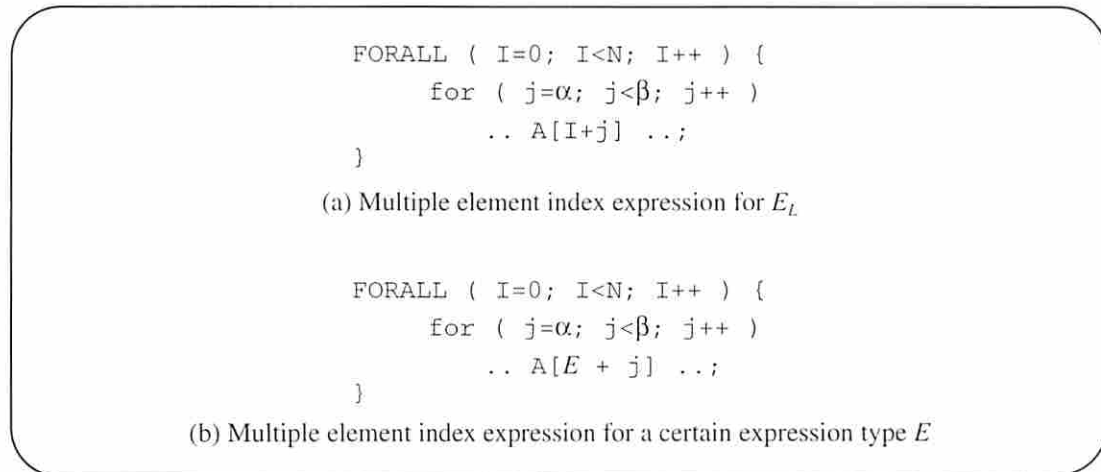 FORALL ( I=0; I<N; I++ ) {
for ( j=α; j<β; j++ )
.. A[I+j] ..;
}
(a) Multiple element index expression for E_L
FORALL ( I=0; I<N; I++ ) {
for ( j=α; j<β; j++ )
.. A[E + j] ..;
}
(b) Multiple element index expression for a certain expression type E